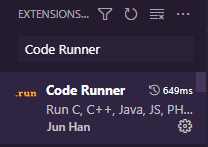 EXTENSIONS...
Code Runner
.run Code Runner 649ms
Run C, C++, Java, JS, PH...
Jun Han